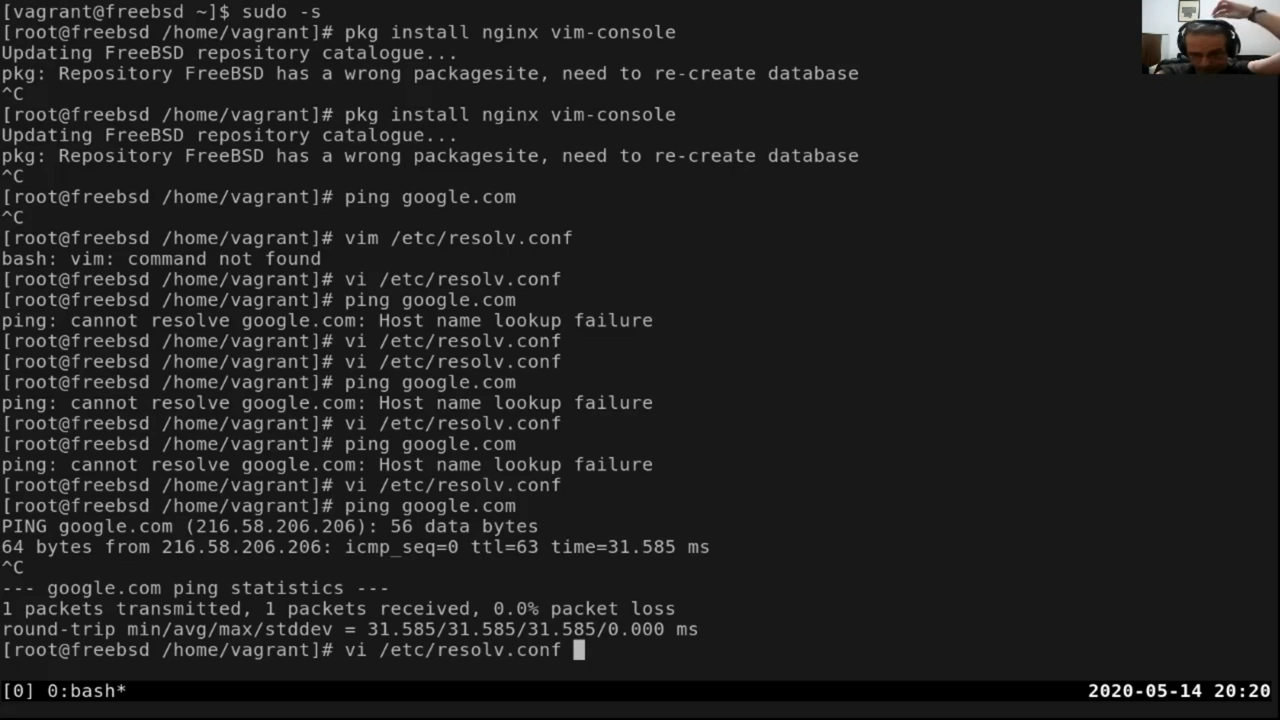 [vagrant@freebsd ~]$ sudo -s
[root@freebsd /home/vagrant]# pkg install nginx vim-console
Updating FreeBSD repository catalogue...
pkg: Repository FreeBSD has a wrong packagesite, need to re-create database
^C
[root@freebsd /home/vagrant]# pkg install nginx vim-console
Updating FreeBSD repository catalogue...
pkg: Repository FreeBSD has a wrong packagesite, need to re-create database
^C
[root@freebsd /home/vagrant]# ping google.com
^C
[root@freebsd /home/vagrant]# vim /etc/resolv.conf
bash: vim: command not found
[root@freebsd /home/vagrant]# vi /etc/resolv.conf
[root@freebsd /home/vagrant]# ping google.com
ping: cannot resolve google.com: Host name lookup failure
[root@freebsd /home/vagrant]# vi /etc/resolv.conf
[root@freebsd /home/vagrant]# vi /etc/resolv.conf
[root@freebsd /home/vagrant]# ping google.com
ping: cannot resolve google.com: Host name lookup failure
[root@freebsd /home/vagrant]# vi /etc/resolv.conf
[root@freebsd /home/vagrant]# ping google.com
ping: cannot resolve google.com: Host name lookup failure
[root@freebsd /home/vagrant]# vi /etc/resolv.conf
[root@freebsd /home/vagrant]# ping google.com
PING google.com (216.58.206.206): 56 data bytes
64 bytes from 216.58.206.206: icmp_seq=0 ttl=63 time=31.585 ms
^C
--- google.com ping statistics ---
1 packets transmitted, 1 packets received, 0.0% packet loss
round-trip min/avg/max/stddev = 31.585/31.585/31.585/0.000 ms
[root@freebsd /home/vagrant]# vi /etc/resolv.conf
[0] 0:bash* 2020-05-14 20:20